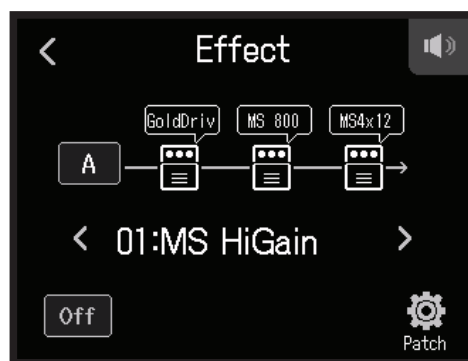 Effect
GoldDriv MS 800 MS4x12
A
01:MS HiGain
Off
Patch